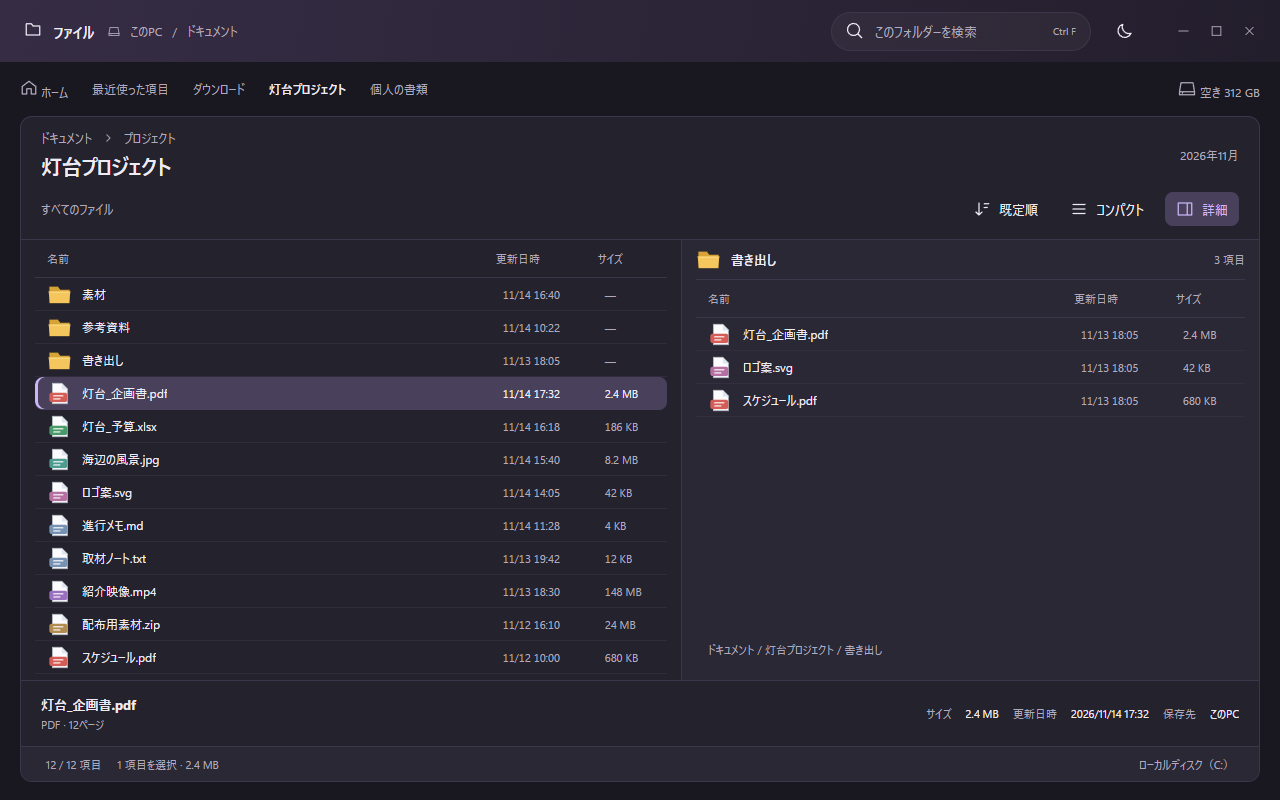 ファイル このPC / ドキュメント このフォルダーを検索 Ctrl F
ホーム 最近使った項目 ダウンロード 灯台プロジェクト 個人の書類 空き 312 GB
ドキュメント > プロジェクト
灯台プロジェクト 2026年11月
すべてのファイル 既定順 コンパクト 詳細
名前 更新日時 サイズ
素材 11/14 16:40 —
参考資料 11/14 10:22 —
書き出し 11/13 18:05 —
灯台_企画書.pdf 11/14 17:32 2.4 MB
灯台_予算.xlsx 11/14 16:18 186 KB
海辺の風景.jpg 11/14 15:40 8.2 MB
ロゴ案.svg 11/14 14:05 42 KB
進行メモ.md 11/14 11:28 4 KB
取材ノート.txt 11/13 19:42 12 KB
紹介映像.mp4 11/13 18:30 148 MB
配布用素材.zip 11/12 16:10 24 MB
スケジュール.pdf 11/12 10:00 680 KB
書き出し 3 項目
名前 更新日時 サイズ
灯台_企画書.pdf 11/13 18:05 2.4 MB
ロゴ案.svg 11/13 18:05 42 KB
スケジュール.pdf 11/13 18:05 680 KB
ドキュメント / 灯台プロジェクト / 書き出し
灯台_企画書.pdf
PDF · 12ページ
サイズ 2.4 MB 更新日時 2026/11/14 17:32 保存先 このPC
12 / 12 項目 1 項目を選択 · 2.4 MB ローカルディスク (C:)